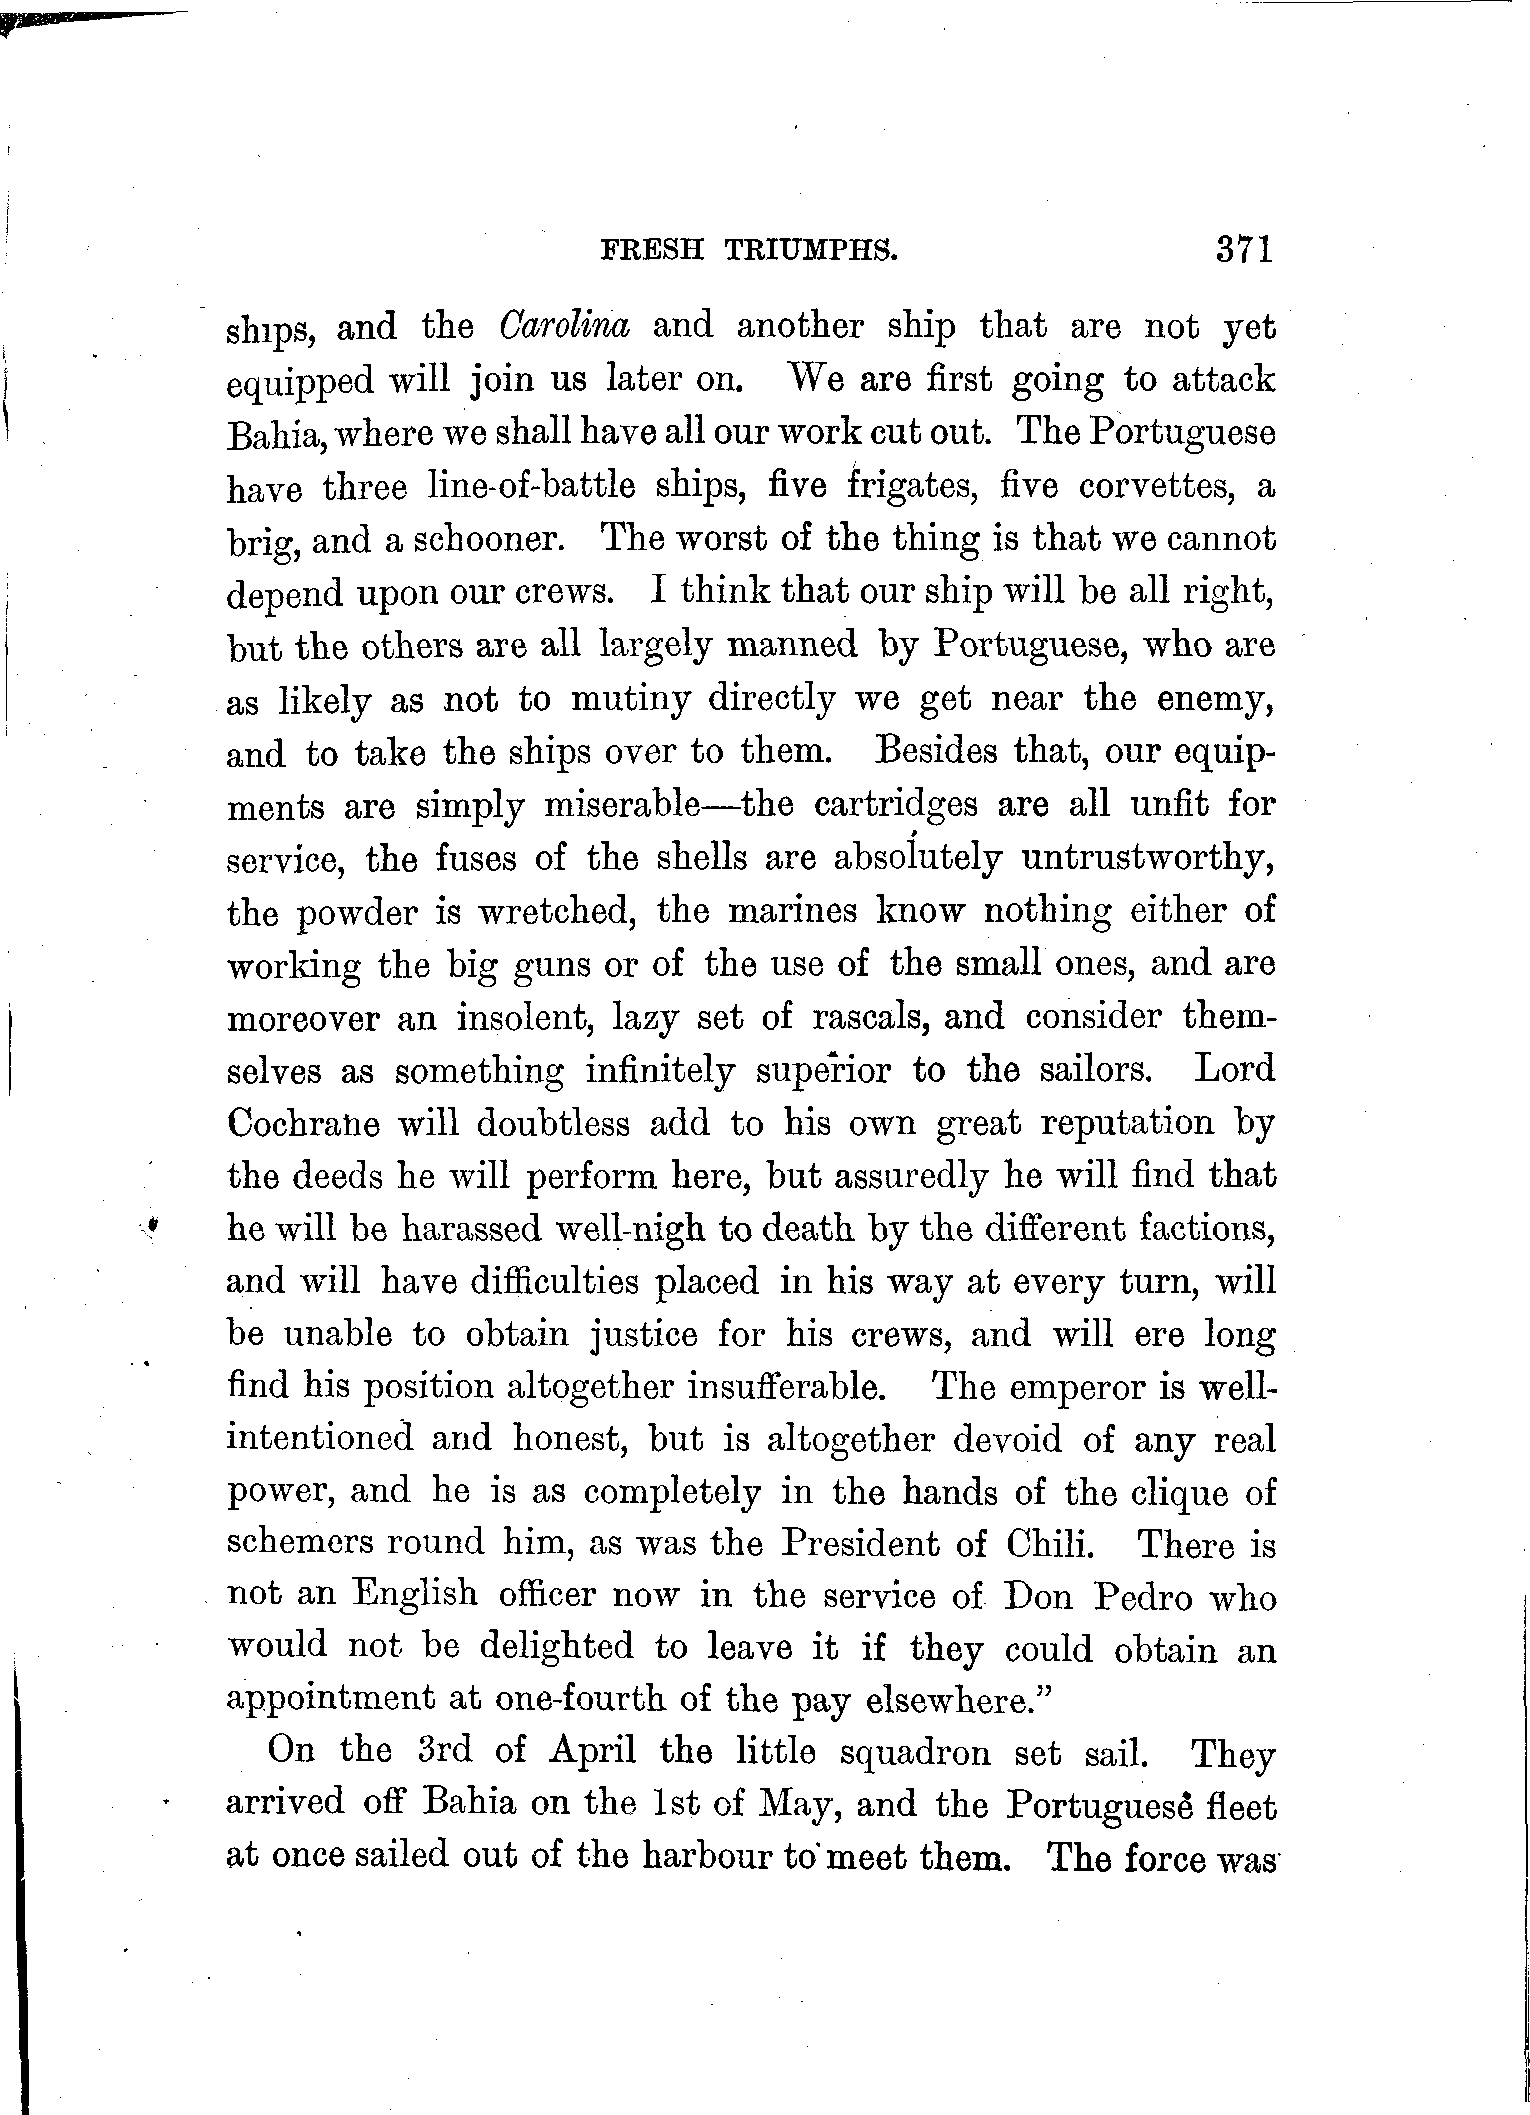 FRESH TRIUMPHS. 371
ships, and the Carolina and another ship that are not yet
equipped will join us later on. We are first going to attack
Bahia, where we shall have all our work cut out. The Portuguese
have three line-of-battle ships, five frigates, five corvettes, a
brig, and a schooner. The worst of the thing is that we cannot
depend upon our crews. I think that our ship will be all right,
but the others are all largely manned by Portuguese, who are
as likely as not to mutiny directly we get near the enemy,
and to take the ships over to them. Besides that, our equip-
ments are simply miserable—the cartridges are all unfit for
service, the fuses of the shells are absolutely untrustworthy,
the powder is wretched, the marines know nothing either of
working the big guns or of the use of the small ones, and are
moreover an insolent, lazy set of rascals, and consider them-
selves as something infinitely superior to the sailors. Lord
Cochrane will doubtless add to his own great reputation by
the deeds he will perform here, but assuredly he will find that
he will be harassed well-nigh to death by the different factions,
and will have difficulties placed in his way at every turn, will
be unable to obtain justice for his crews, and will ere long
find his position altogether insufferable. The emperor is well-
intentioned and honest, but is altogether devoid of any real
power, and he is as completely in the hands of the clique of
schemers round him, as was the President of Chili. There is
not an English officer now in the service of Don Pedro who
would not be delighted to leave it if they could obtain an
appointment at one-fourth of the pay elsewhere.”
On the 3rd of April the little squadron set sail. They
arrived off Bahia on the 1st of May, and the Portuguese fleet
at once sailed out of the harbour to meet them. The force was